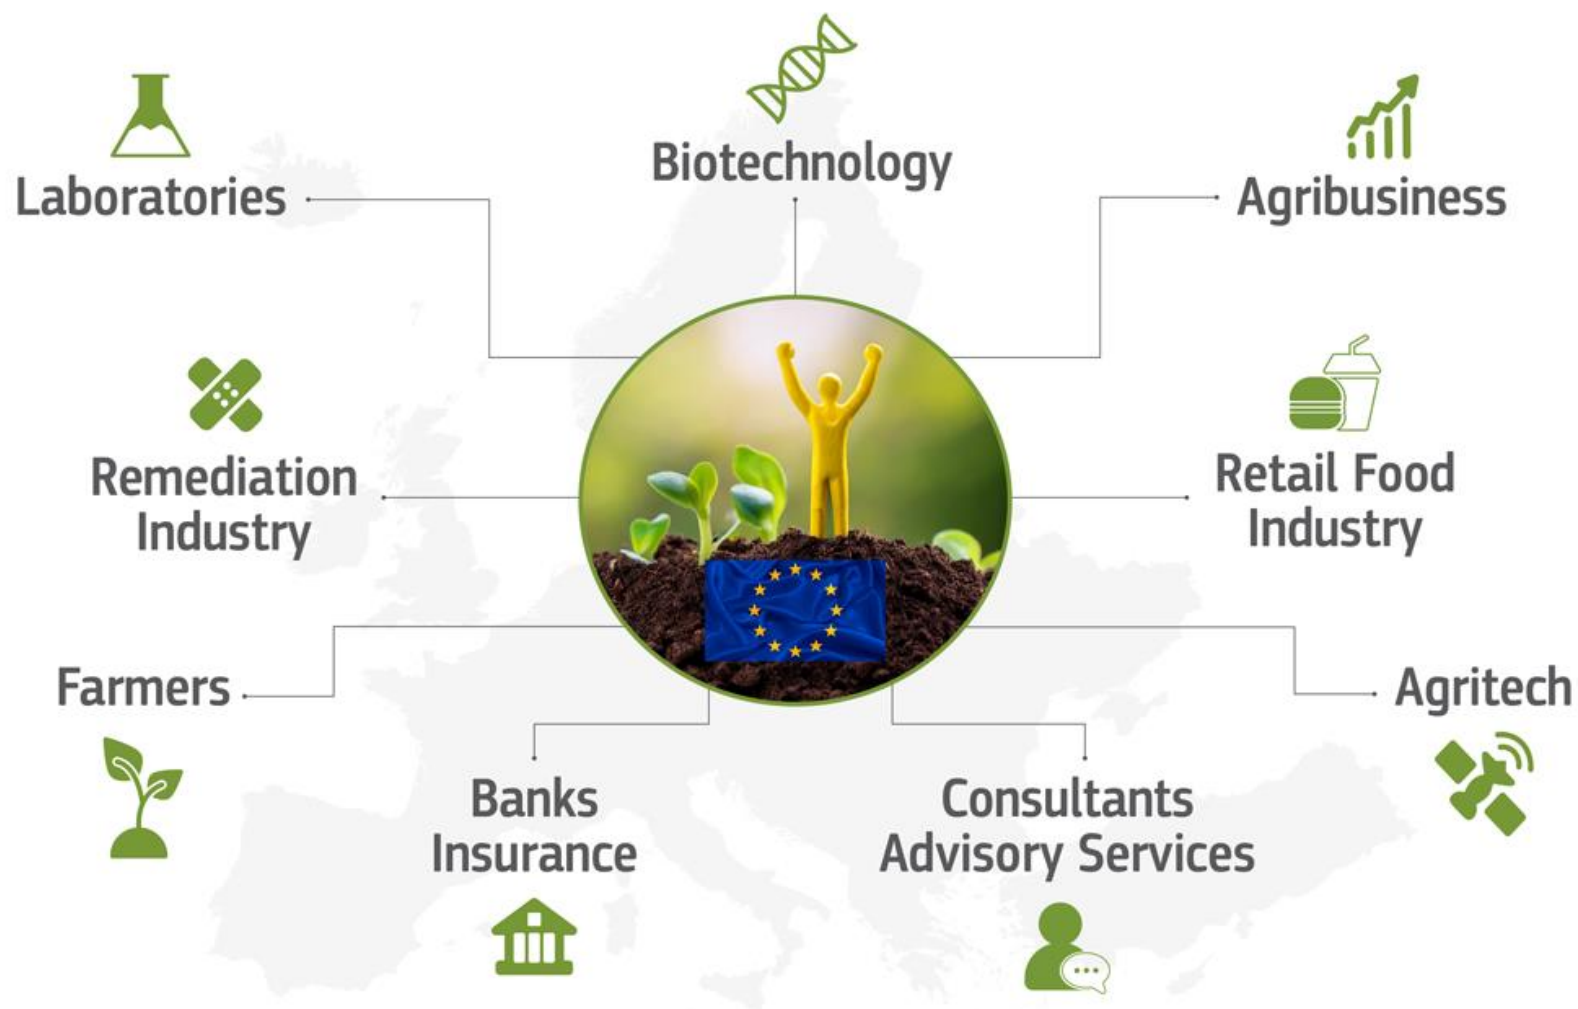 Biotechnology
Laboratories
Agribusiness
Remediation
Industry
Retail Food
Industry
Farmers
Agritech
Banks
Insurance
Consultants
Advisory Services